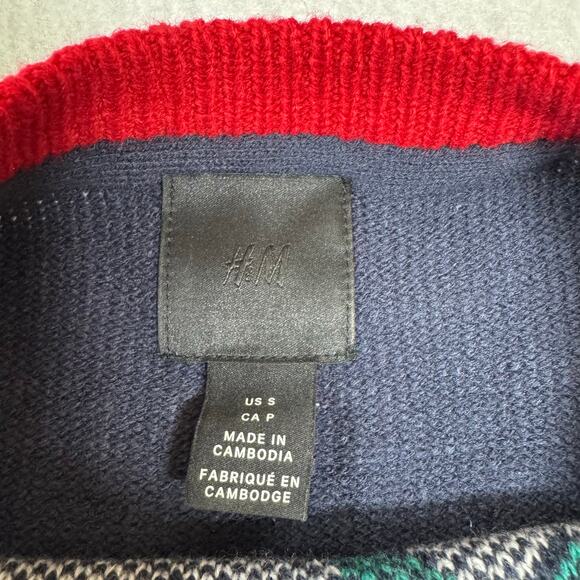 H&M
US S
CA P
MADE IN
CAMBODIA
FABRIQUÉ EN
CAMBODGE